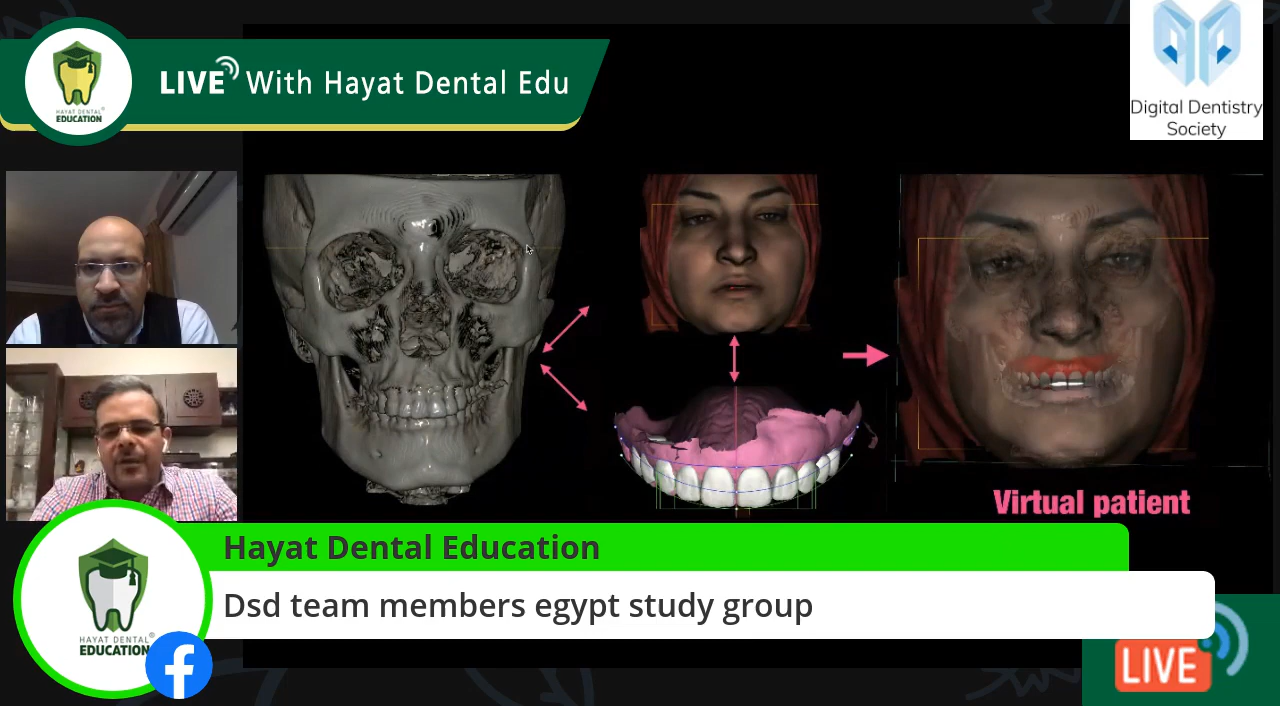 LIVE With Hayat Dental Edu
HAYAT DENTAL
EDUCATION
Digital Dentistry
Society
Virtual patient
Hayat Dental Education
Dsd team members egypt study group
HAYAT DENTAL
EDUCATION
LIVE